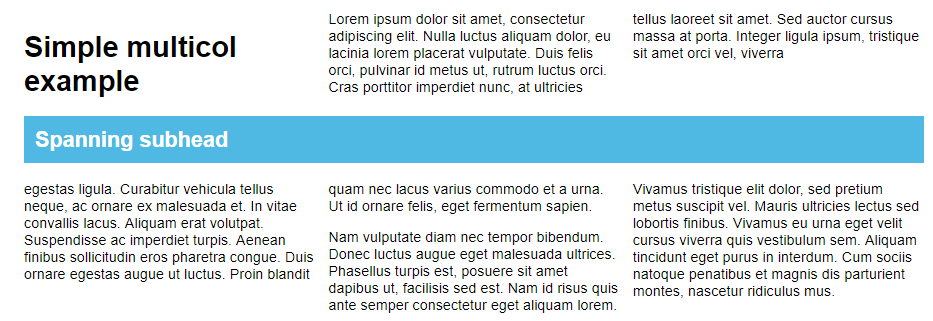 Simple multicol
example
Lorem ipsum dolor sit amet, consectetur
adipiscing elit. Nulla luctus aliquam dolor, eu
lacinia lorem placerat vulputate. Duis felis
orci, pulvinar id metus ut, rutrum luctus orci.
Cras porttitor imperdiet nunc, at ultricies
tellus laoreet sit amet. Sed auctor cursus
massa at porta. Integer ligula ipsum, tristique
sit amet orci vel, viverra
Spanning subhead
egestas ligula. Curabitur vehicula tellus
neque, ac ornare ex malesuada et. In vitae
convallis lacus. Aliquam erat volutpat.
Suspendisse ac imperdiet turpis. Aenean
finibus sollicitudin eros pharetra congue. Duis
ornare egestas augue ut luctus. Proin blandit
quam nec lacus varius commodo et a urna.
Ut id ornare felis, eget fermentum sapien.
Nam vulputate diam nec tempor bibendum.
Donec luctus augue eget malesuada ultrices.
Phasellus turpis est, posuere sit amet
dapibus ut, facilisis sed est. Nam id risus quis
ante semper consectetur eget aliquam lorem.
Vivamus tristique elit dolor, sed pretium
metus suscipit vel. Mauris ultricies lectus sed
lobortis finibus. Vivamus eu urna eget velit
cursus viverra quis vestibulum sem. Aliquam
tincidunt eget purus in interdum. Cum sociis
natoque penatibus et magnis dis parturient
montes, nascetur ridiculus mus.